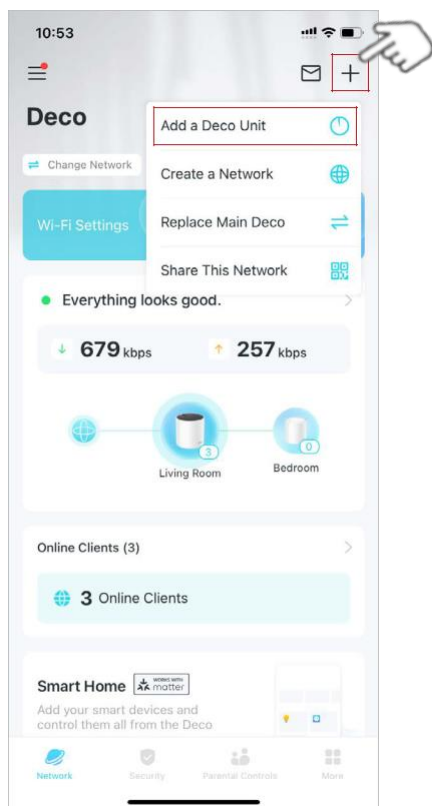 10:53
Deco
Add a Deco Unit
Change Network
Create a Network
Wi-Fi Settings
Replace Main Deco
Share This Network
Everything looks good.
679 kbps
257 kbps
3
0
Living Room
Bedroom
Online Clients (3)
3 Online Clients
Smart Home
WORKS WITH
matter
Add your smart devices and
control them all from the Deco
Network
Security
Parental Controls
More